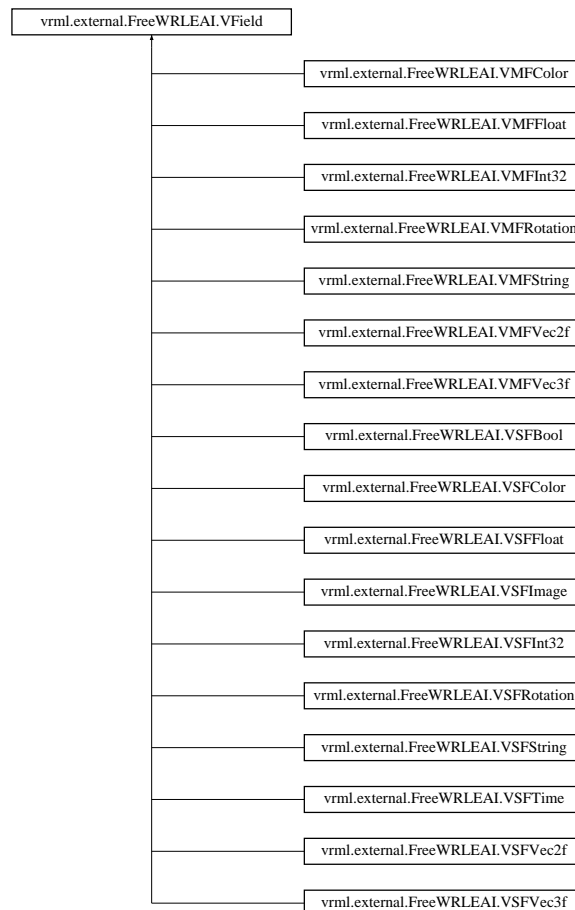 vrml.external.FreeWRLEAI.VField
vrml.external.FreeWRLEAI.VMFColor
vrml.external.FreeWRLEAI.VMFFloat
vrml.external.FreeWRLEAI.VMFInt32
vrml.external.FreeWRLEAI.VMFRotation
vrml.external.FreeWRLEAI.VMFString
vrml.external.FreeWRLEAI.VMFVec2f
vrml.external.FreeWRLEAI.VMFVec3f
vrml.external.FreeWRLEAI.VSFBool
vrml.external.FreeWRLEAI.VSFColor
vrml.external.FreeWRLEAI.VSFFloat
vrml.external.FreeWRLEAI.VSFImage
vrml.external.FreeWRLEAI.VSFInt32
vrml.external.FreeWRLEAI.VSFRotation
vrml.external.FreeWRLEAI.VSFString
vrml.external.FreeWRLEAI.VSFTime
vrml.external.FreeWRLEAI.VSFVec2f
vrml.external.FreeWRLEAI.VSFVec3f